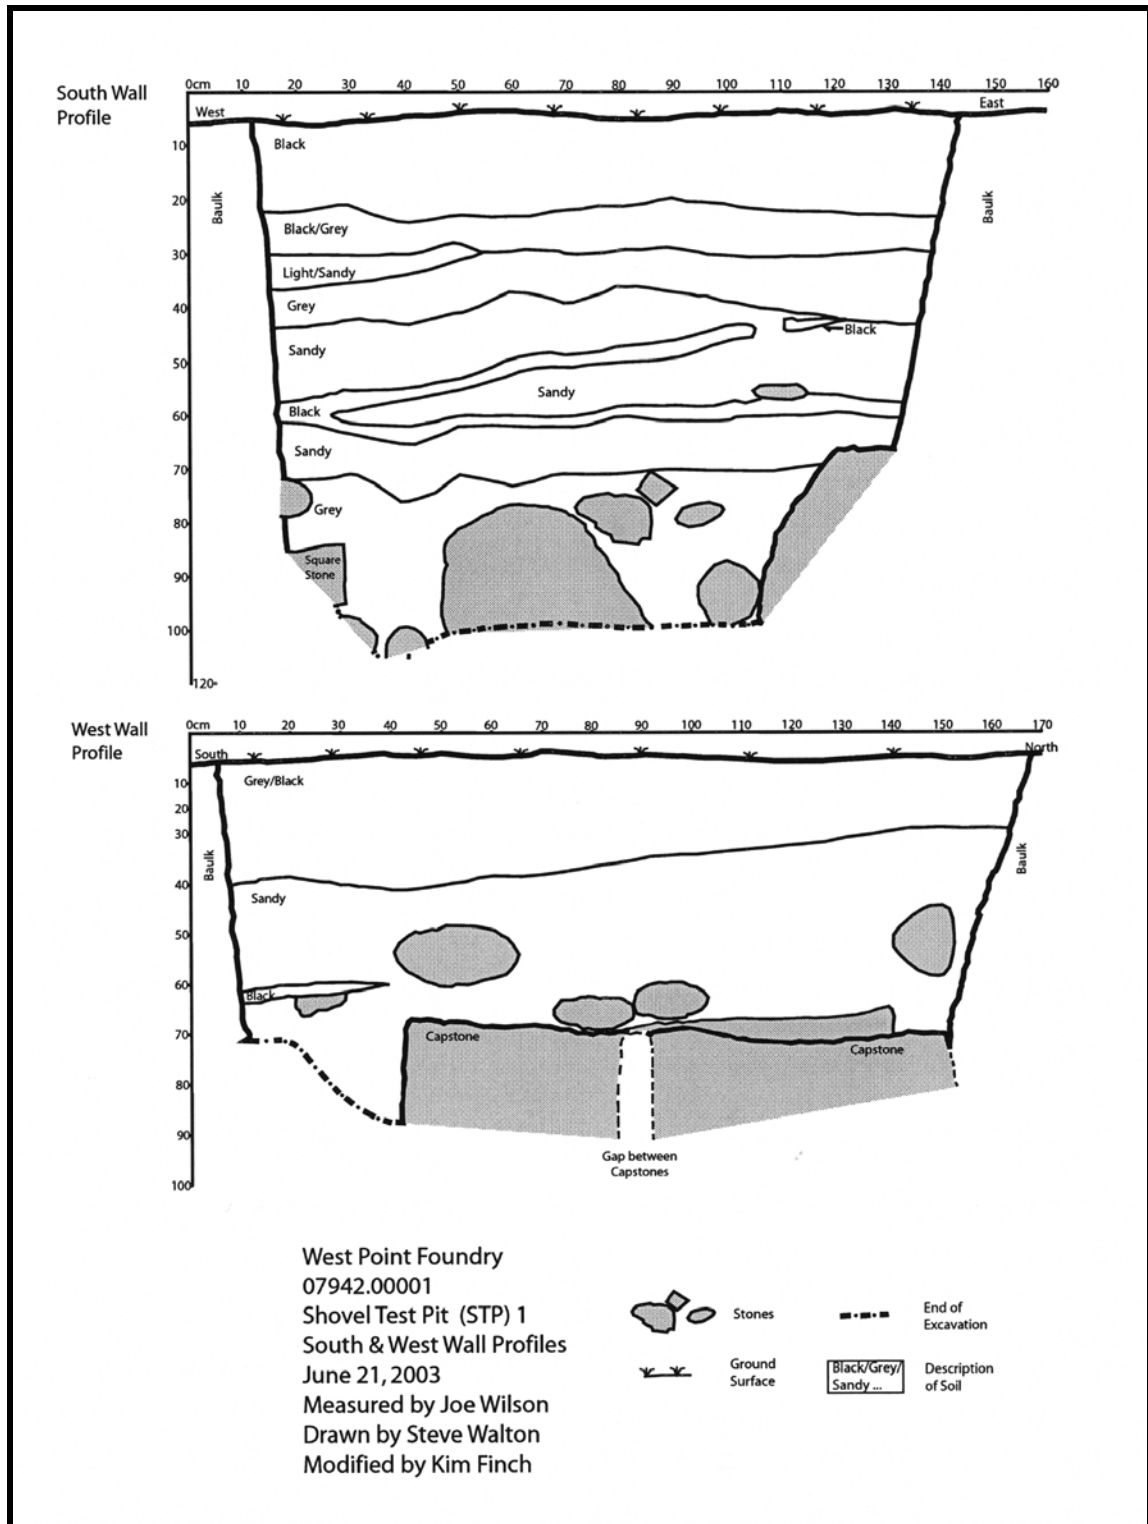 South Wall
Profile
0cm 10 20 30 40 50 60 70 80 90 100 110 120 130 140 150 160
West
East
10
20
30
40
50
60
70
80
90
100
120
Baulk
Baulk
Black
Black/Grey
Light/Sandy
Grey
Sandy
Black
Black
Sandy
Sandy
Grey
Square
Stone
West Wall
Profile
0cm 10 20 30 40 50 60 70 80 90 100 110 120 130 140 150 160 170
South
North
10
20
30
40
50
60
70
80
90
100
Baulk
Baulk
Grey/Black
Sandy
Black
Capstone
Capstone
Gap between
Capstones
West Point Foundry
07942.00001
Shovel Test Pit (STP) 1
South & West Wall Profiles
June 21, 2003
Measured by Joe Wilson
Drawn by Steve Walton
Modified by Kim Finch
Stones
End of
Excavation
Ground
Surface
Black/Grey/
Sandy ...
Description
of Soil